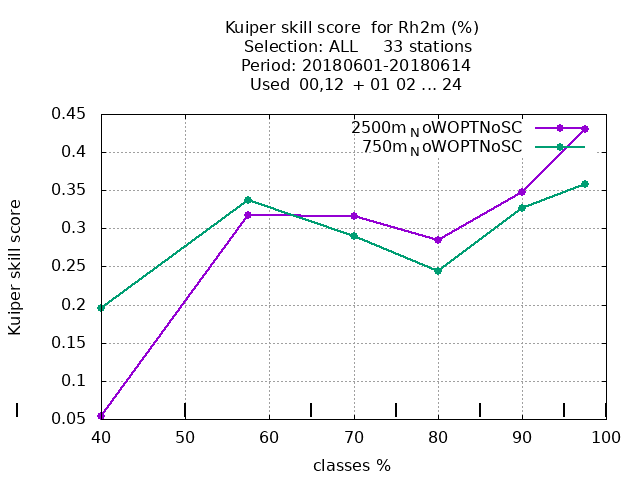 Kuiper skill score  for Rh2m (%)
Selection: ALL     33 stations
Period: 20180601-20180614
Used  00,12  + 01 02 ... 24
2500m_NoWOPTNoSC
750m_NoWOPTNoSC
0.45
0.4
0.35
0.3
0.25
0.2
0.15
0.1
0.05
Kuiper skill score
40 50 60 70 80 90 100
classes %